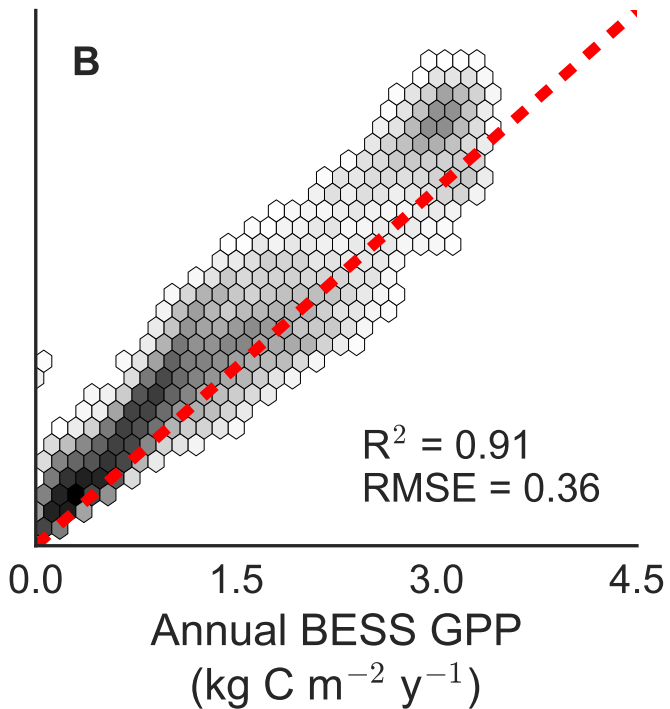 B
R² = 0.91
RMSE = 0.36
0.0 1.5 3.0 4.5
Annual BESS GPP
(kg C m⁻² y⁻¹)